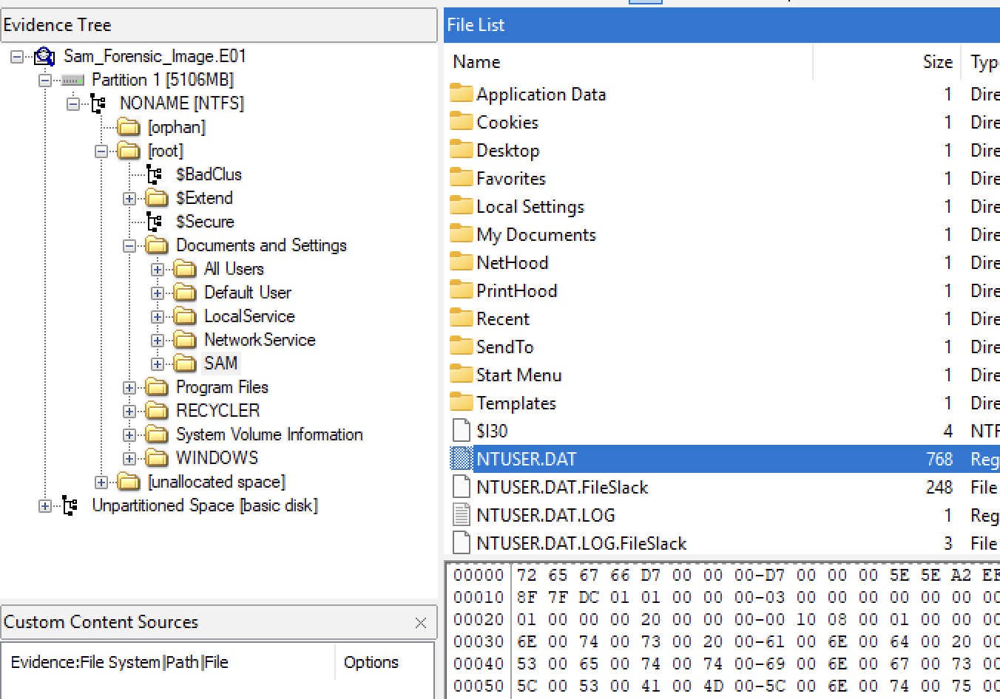 Evidence Tree
Sam_Forensic_Image.E01
Partition 1 [5106MB]
NONAME [NTFS]
[orphan]
[root]
$BadClus
$Extend
$Secure
Documents and Settings
All Users
Default User
LocalService
NetworkService
SAM
Program Files
RECYCLER
System Volume Information
WINDOWS
[unallocated space]
Unpartitioned Space [basic disk]
Custom Content Sources
Evidence:File System|Path|File Options
File List
Name Size Typ
Application Data 1 Dire
Cookies 1 Dire
Desktop 1 Dire
Favorites 1 Dire
Local Settings 1 Dire
My Documents 1 Dire
NetHood 1 Dire
PrintHood 1 Dire
Recent 1 Dire
SendTo 1 Dire
Start Menu 1 Dire
Templates 1 Dire
$I30 4 NTF
NTUSER.DAT 768 Reg
NTUSER.DAT.FileSlack 248 File
NTUSER.DAT.LOG 1 Reg
NTUSER.DAT.LOG.FileSlack 3 File
00000 72 65 67 66 D7 00 00 00-D7 00 00 00 5E 5E A2 EF
00010 8F 7F DC 01 01 00 00 00-03 00 00 00 00 00 00 00
00020 01 00 00 00 20 00 00 00-00 10 08 00 01 00 00 00
00030 6E 00 74 00 73 00 20 00-61 00 6E 00 64 00 20 00
00040 53 00 65 00 74 00 74 00-69 00 6E 00 67 00 73 00
00050 5C 00 53 00 41 00 4D 00-5C 00 6E 00 74 00 75 00